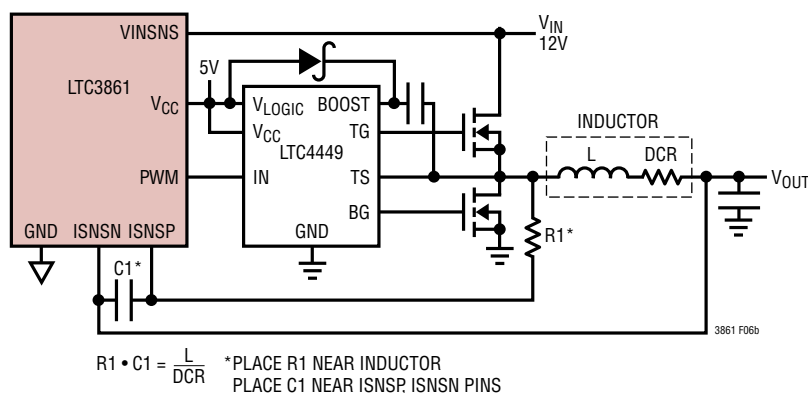 VINSNS
VIN
12V
5V
LTC3861
VCC
VLOGIC
BOOST
INDUCTOR
VCC
TG
L
DCR
LTC4449
PWM
IN
TS
VOUT
BG
GND
ISNSN
ISNSP
GND
R1*
C1*
3861 F06b
R1 • C1 = L/DCR
*PLACE R1 NEAR INDUCTOR
PLACE C1 NEAR ISNSP, ISNSN PINS